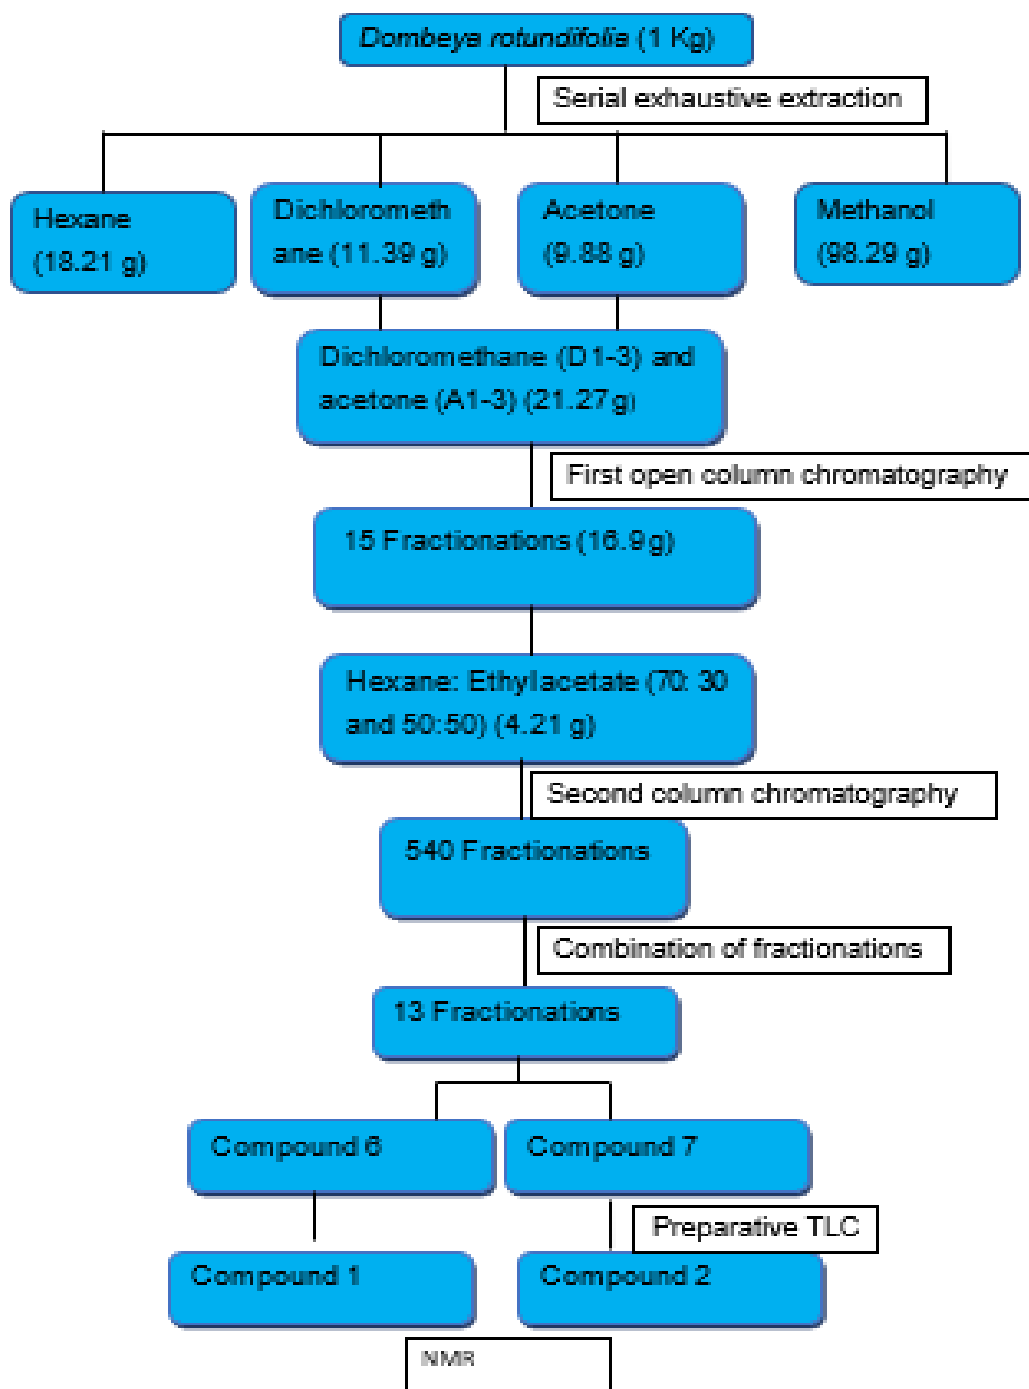 Dombeya rotundifolia (1 Kg)
Serial exhaustive extraction
Hexane
(18.21 g)
Dichlorometh
ane (11.39 g)
Acetone
(9.88 g)
Methanol
(98.29 g)
Dichloromethane (D1-3) and
acetone (A1-3) (21.27g)
First open column chromatography
15 Fractionations (16.9g)
Hexane: Ethylacetate (70: 30
and 50:50) (4.21 g)
Second column chromatography
540 Fractionations
Combination of fractionations
13 Fractionations
Compound 6
Compound 7
Preparative TLC
Compound 1
Compound 2
NMR